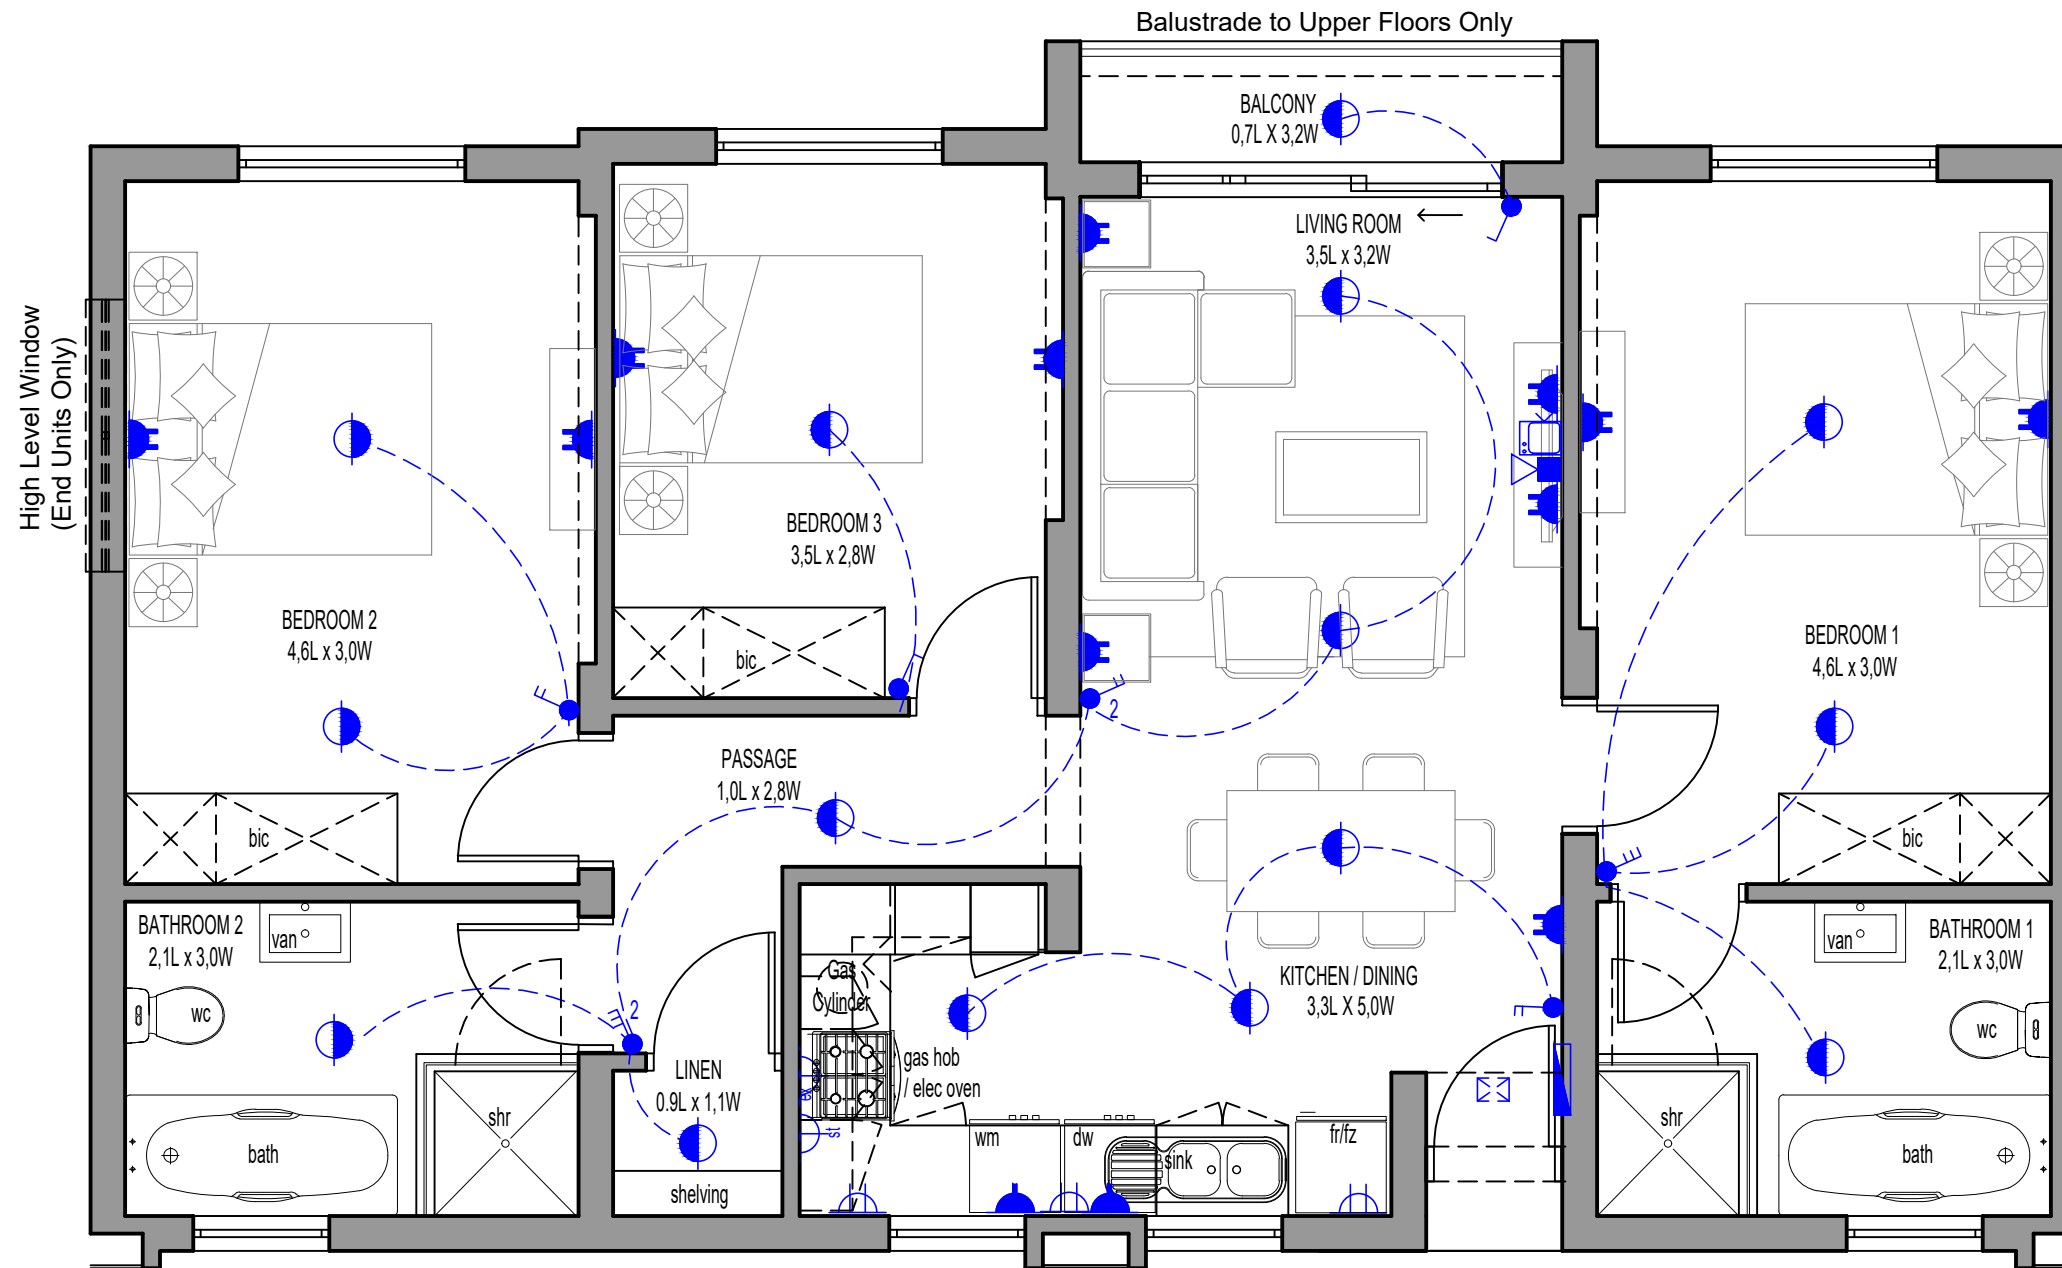 Balustrade to Upper Floors Only
BALCONY
0,7L X 3,2W
LIVING ROOM
3,5L x 3,2W
High Level Window
(End Units Only)
BEDROOM 3
3,5L x 2,8W
bic
BEDROOM 2
4,6L x 3,0W
bic
BEDROOM 1
4,6L x 3,0W
bic
2
PASSAGE
1,0L x 2,8W
BATHROOM 2
2,1L x 3,0W
van
wc
shr
bath
2
LINEN
0.9L x 1,1W
shelving
Gas
Cylinder
gas hob
/ elec oven
st
wm
dw
sink
fr/fz
KITCHEN / DINING
3,3L X 5,0W
BATHROOM 1
2,1L x 3,0W
van
wc
shr
bath